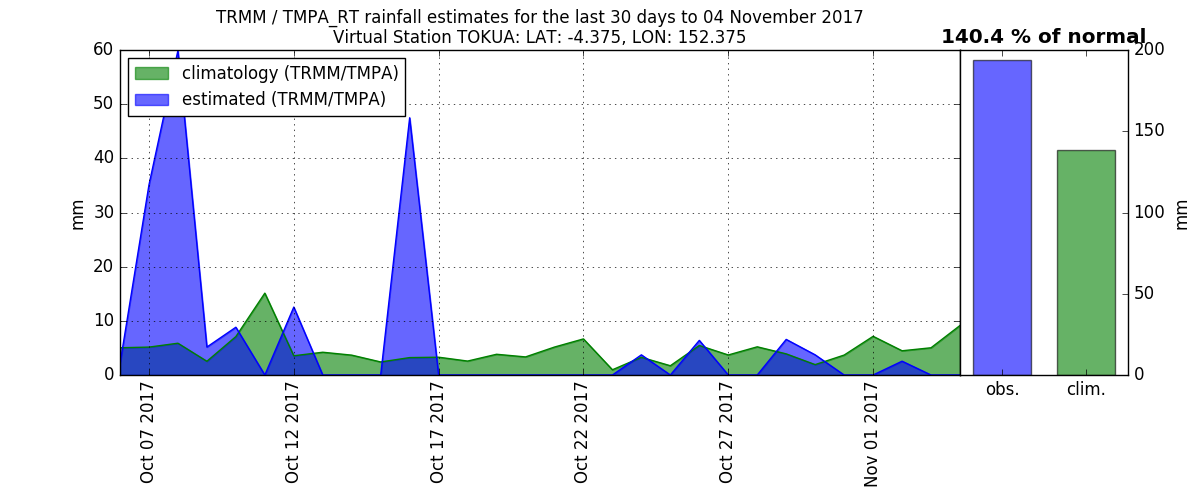 TRMM / TMPA_RT rainfall estimates for the last 30 days to 04 November 2017
Virtual Station TOKUA: LAT: -4.375, LON: 152.375
140.4 % of normal
climatology (TRMM/TMPA)
estimated (TRMM/TMPA)
60
50
40
30
20
10
0
mm
200
150
100
50
0
mm
Oct 07 2017
Oct 12 2017
Oct 17 2017
Oct 22 2017
Oct 27 2017
Nov 01 2017
obs.
clim.